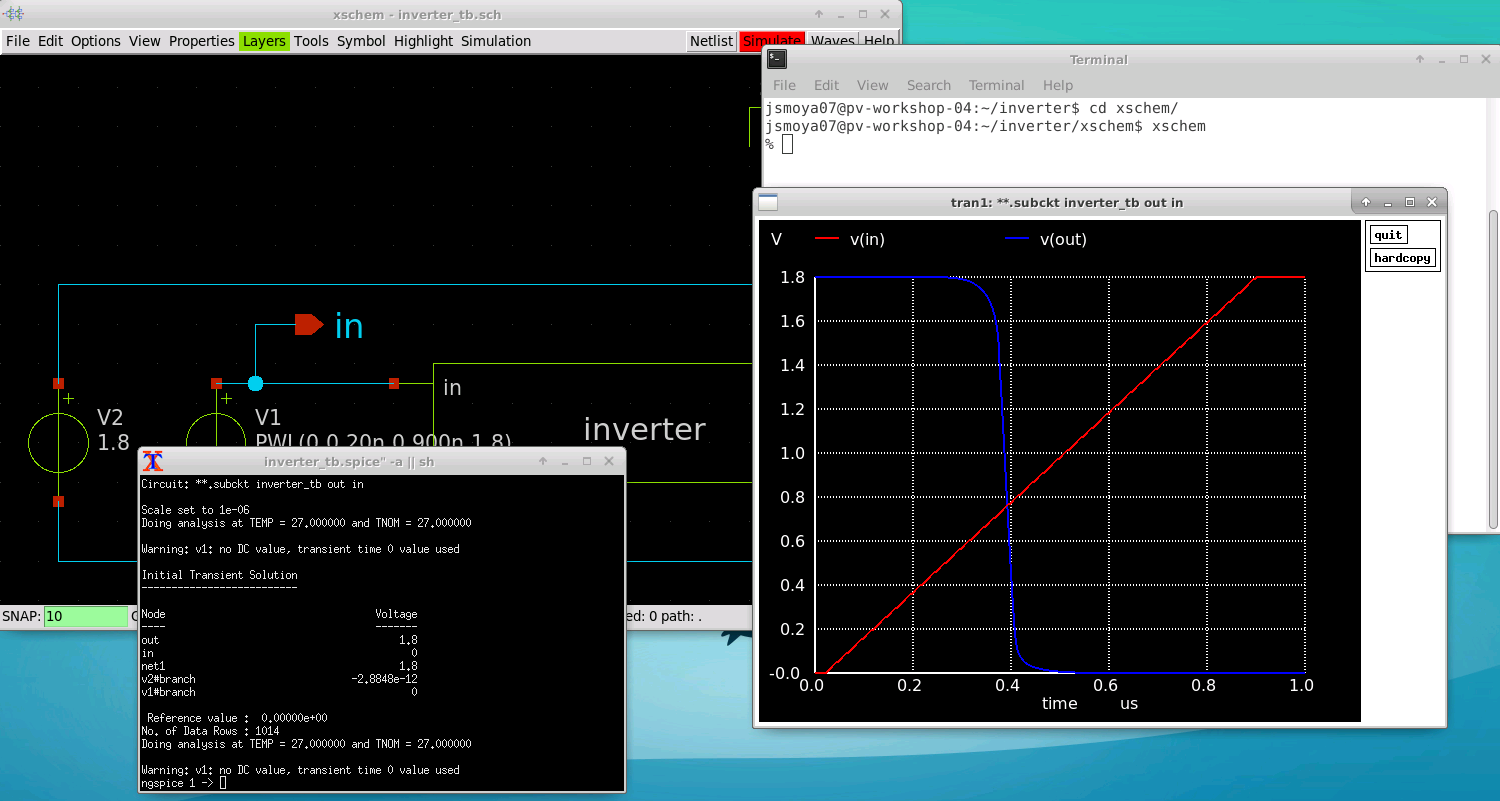 xschem - inverter_tb.sch
File Edit Options View Properties Layers Tools Symbol Highlight Simulation Netlist Simulate Waves Help
Terminal
File Edit View Search Terminal Help
jsmoya07@pv-workshop-04:~/inverter$ cd xschem/
jsmoya07@pv-workshop-04:~/inverter/xschem$ xschem
%
tran1: **.subckt inverter_tb out in
quit
hardcopy
V v(in) v(out)
1.8
1.6
1.4
1.2
1.0
0.8
0.6
0.4
0.2
-0.0
0.0 0.2 0.4 0.6 0.8 1.0
time us
in
in
+
V2
1.8
+
V1
PWL(0 0 20n 0 900n 1.8)
inverter
inverter_tb.spice" -a || sh
Circuit: **.subckt inverter_tb out in
Scale set to 1e-06
Doing analysis at TEMP = 27.000000 and TNOM = 27.000000
Warning: v1: no DC value, transient time 0 value used
Initial Transient Solution
--------------------------
Node Voltage
---- -------
out 1.8
in 0
net1 1.8
v2#branch -2.8848e-12
v1#branch 0
Reference value : 0.00000e+00
No. of Data Rows : 1014
Doing analysis at TEMP = 27.000000 and TNOM = 27.000000
Warning: v1: no DC value, transient time 0 value used
ngspice 1 ->
SNAP: 10
ed: 0 path: .